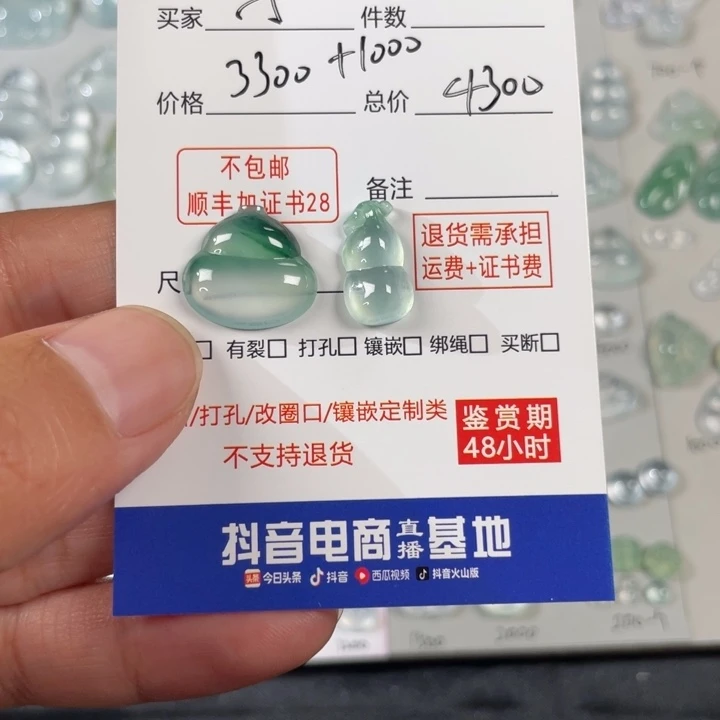 买家 件数
价格 3300 +1000 总价 4300
不包邮
顺丰加证书28
备注
退货需承担
运费+证书费
尺
有裂 打孔 镶嵌 绑绳 买断
/打孔/改圈口/镶嵌定制类
不支持退货
鉴赏期
48小时
抖音电商直播基地
头条 今日头条 抖音 西瓜视频 抖音火山版